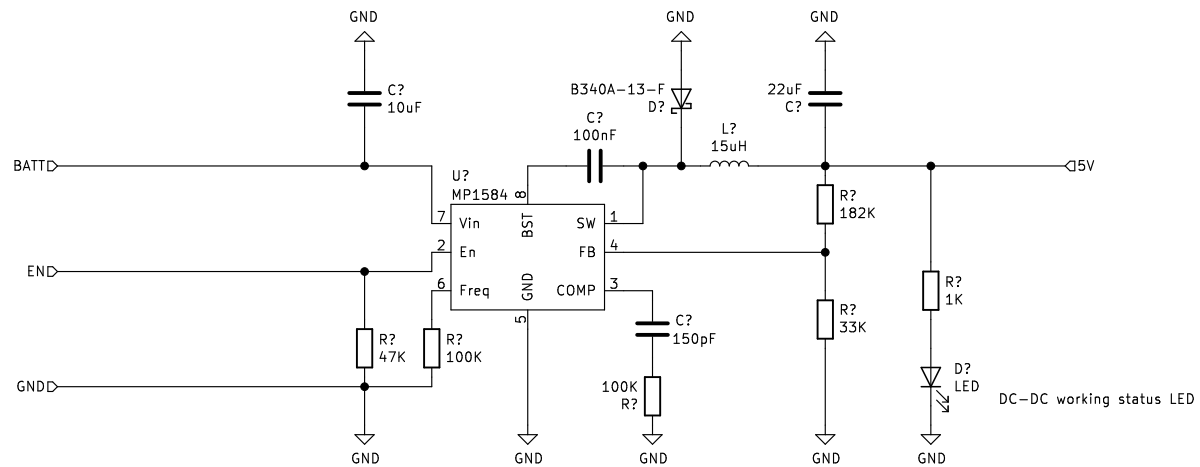 GND
GND
GND
C?
10uF
B340A-13-F
D?
22uF
C?
C?
100nF
L?
15uH
BATT
5V
U?
MP1584
8
7
Vin
BST
SW
1
R?
182K
2
En
FB
4
EN
6
Freq
GND
COMP
3
5
R?
1K
C?
150pF
R?
33K
R?
47K
R?
100K
GND
100K
R?
D?
LED
DC-DC working status LED
GND
GND
GND
GND
GND